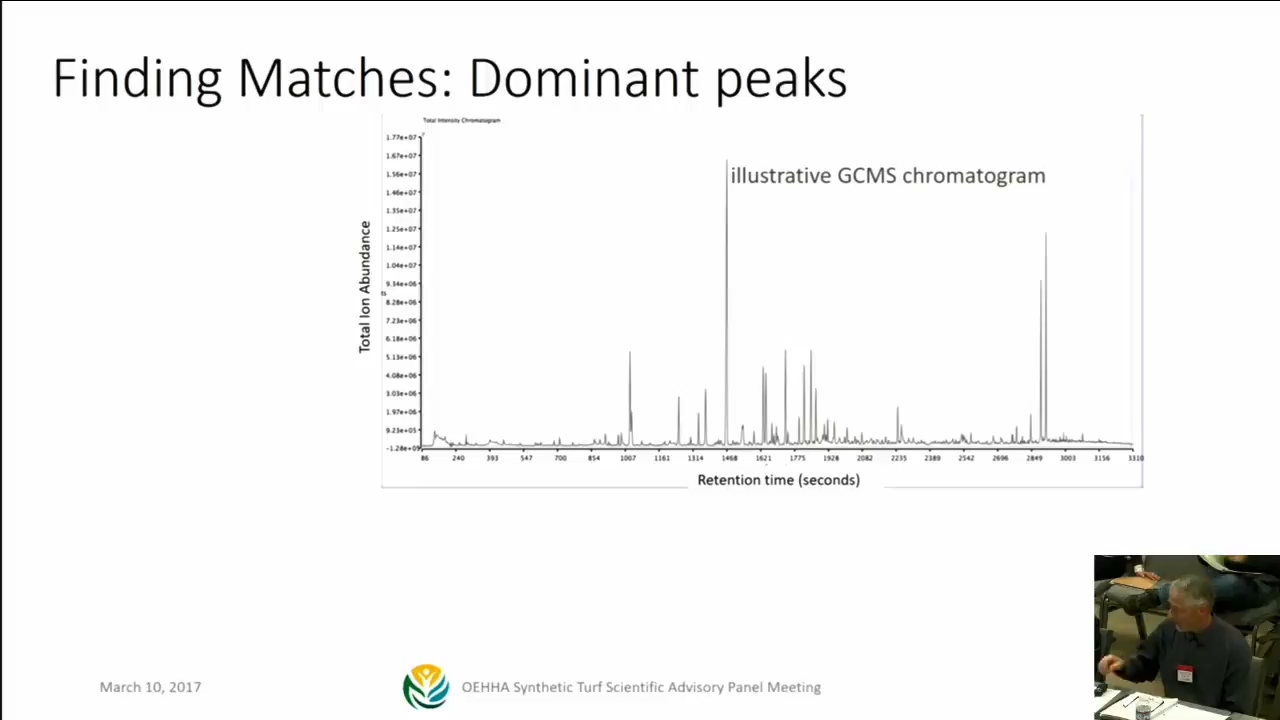 Finding Matches: Dominant peaks
Total Intensity Chromatogram
illustrative GCMS chromatogram
Total Ion Abundance
1.77e+07
1.67e+07
1.56e+07
1.46e+07
1.35e+07
1.25e+07
1.14e+07
1.04e+07
9.34e+06
8.28e+06
7.23e+06
6.18e+06
5.13e+06
4.08e+06
3.03e+06
1.97e+06
9.23e+05
86 240 393 547 700 854 1007 1161 1314 1468 1621 1775 1928 2082 2235 2389 2542 2696 2849 3003 3156 3310
Retention time (seconds)
March 10, 2017
OEHHA Synthetic Turf Scientific Advisory Panel Meeting